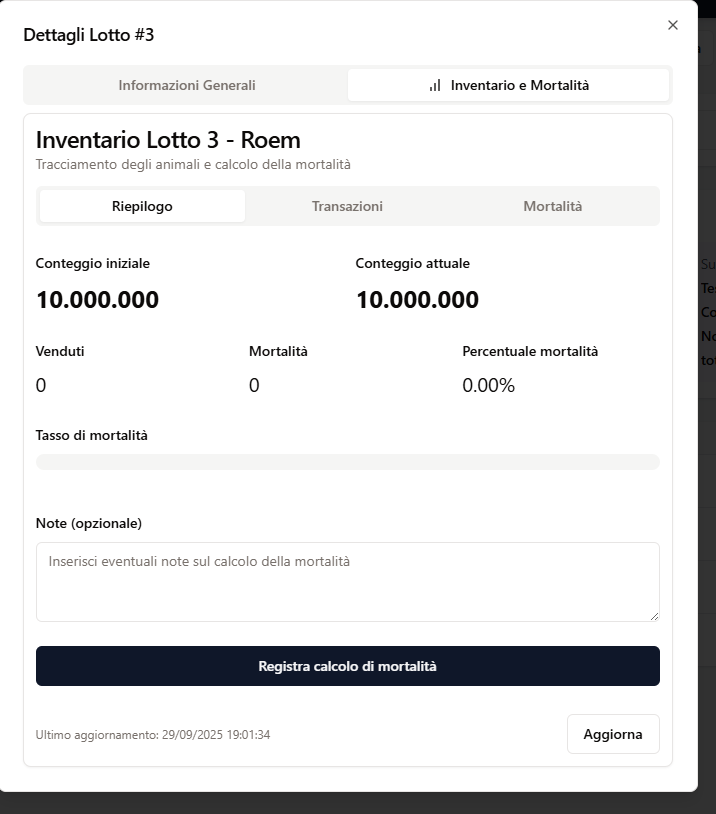 Dettagli Lotto #3
Informazioni Generali
Inventario e Mortalità
Inventario Lotto 3 - Roem
Tracciamento degli animali e calcolo della mortalità
Riepilogo
Transazioni
Mortalità
Conteggio iniziale
Conteggio attuale
10.000.000
10.000.000
Venduti
Mortalità
Percentuale mortalità
0
0
0.00%
Tasso di mortalità
Note (opzionale)
Inserisci eventuali note sul calcolo della mortalità
Registra calcolo di mortalità
Ultimo aggiornamento: 29/09/2025 19:01:34
Aggiorna